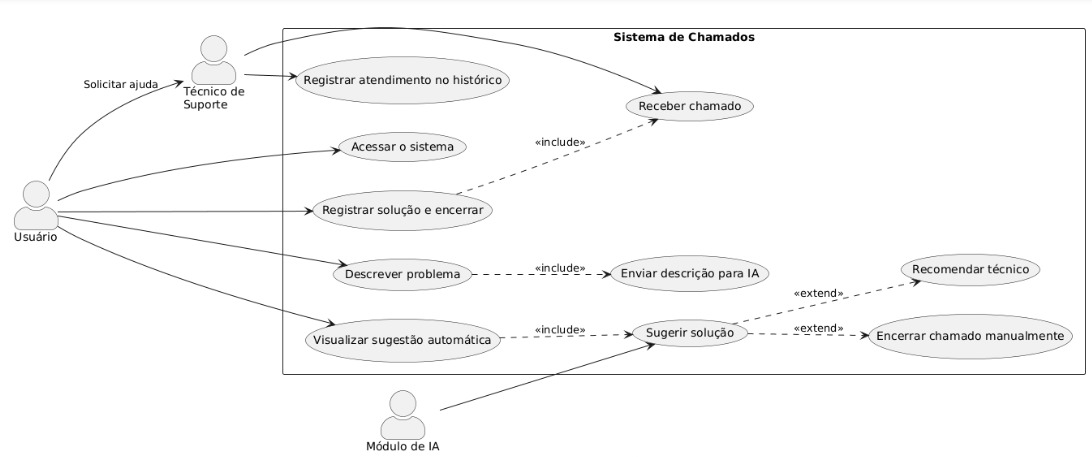 Sistema de Chamados
Solicitar ajuda
Técnico de
Suporte
Registrar atendimento no histórico
Receber chamado
Acessar o sistema
«include»
Usuário
Registrar solução e encerrar
Descrever problema
«include»
Enviar descrição para IA
Recomendar técnico
«extend»
Visualizar sugestão automática
«include»
Sugerir solução
«extend»
Encerrar chamado manualmente
Módulo de IA